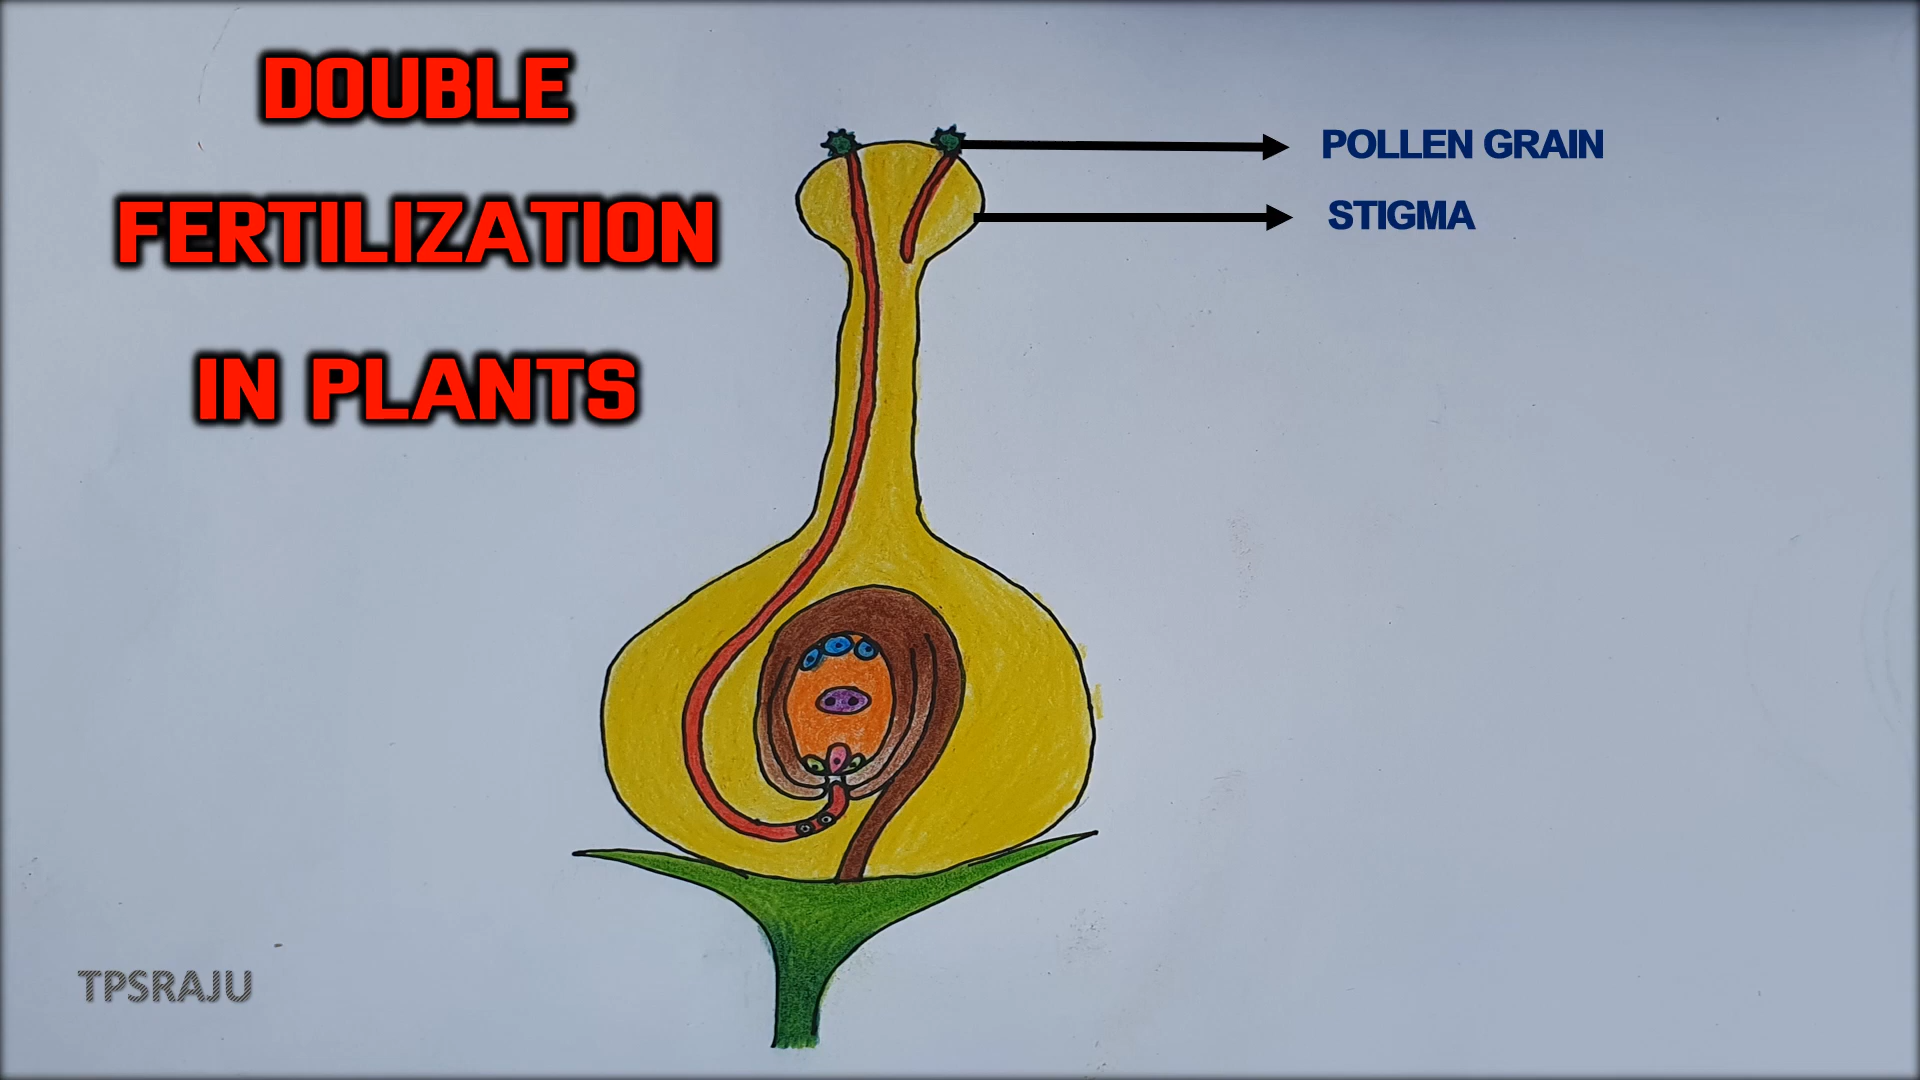 DOUBLE
FERTILIZATION
IN PLANTS
POLLEN GRAIN
STIGMA
TPSRAJU